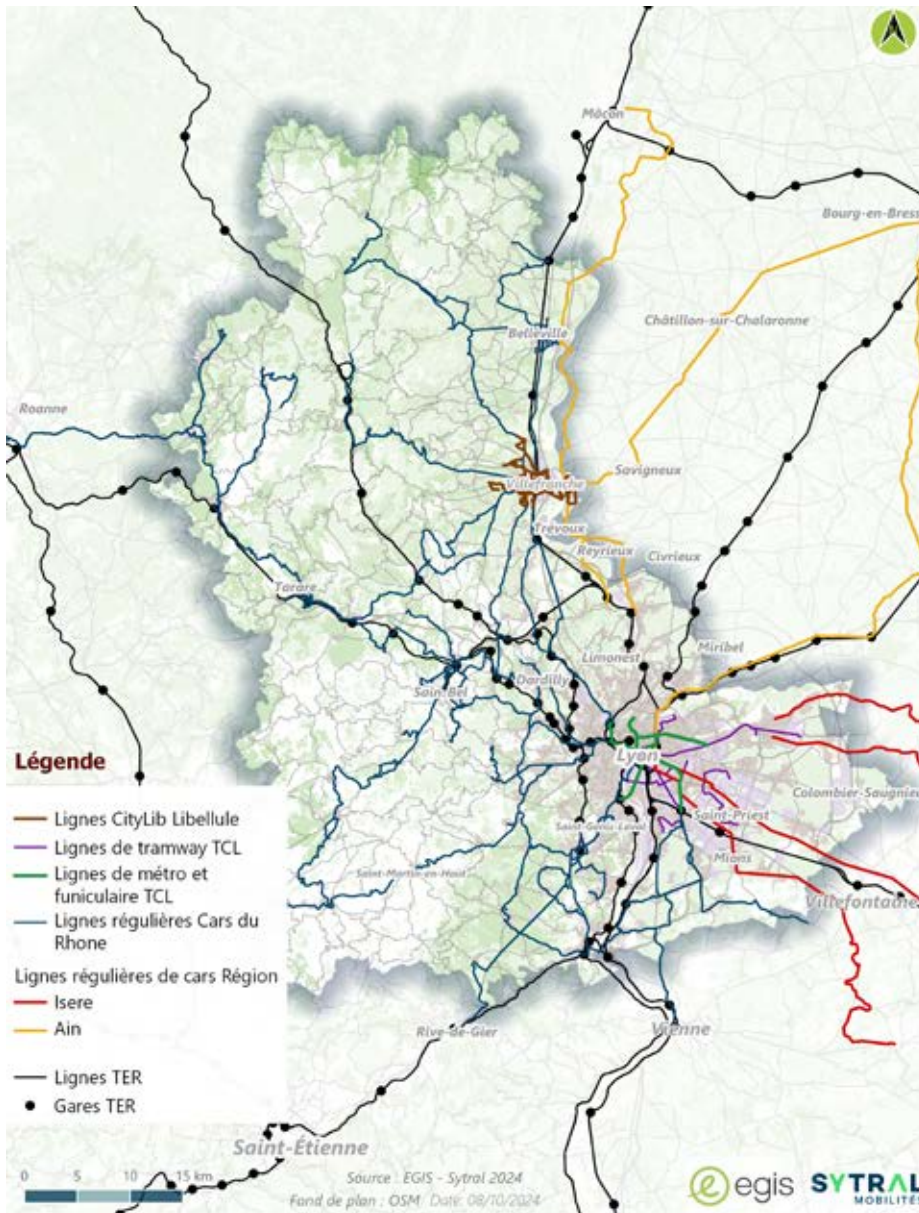 Mâcon
Bourg-en-Bress
Châtillon-sur-Chalaronne
Belleville
Roanne
Savigneux
Villefranche
Trévoux
Reyrieux
Civrieux
Tarare
Miribel
Limonest
Dardilly
Sain-Bel
Lyon
Colombier-Saugnieu
Saint-Priest
Saint-Genis-Laval
Mions
Saint-Martin-en-Haut
Villefontaine
Rive-de-Gier
Vienne
Saint-Étienne
Légende
Lignes CityLib Libellule
Lignes de tramway TCL
Lignes de métro et
funiculaire TCL
Lignes régulières Cars du
Rhone
Lignes régulières de cars Région
Isere
Ain
Lignes TER
Gares TER
0 5 10 15 km
Source : EGIS - Sytral 2024
Fond de plan : OSM Date: 08/10/2024
egis
SYTRAL
MOBILITÉS